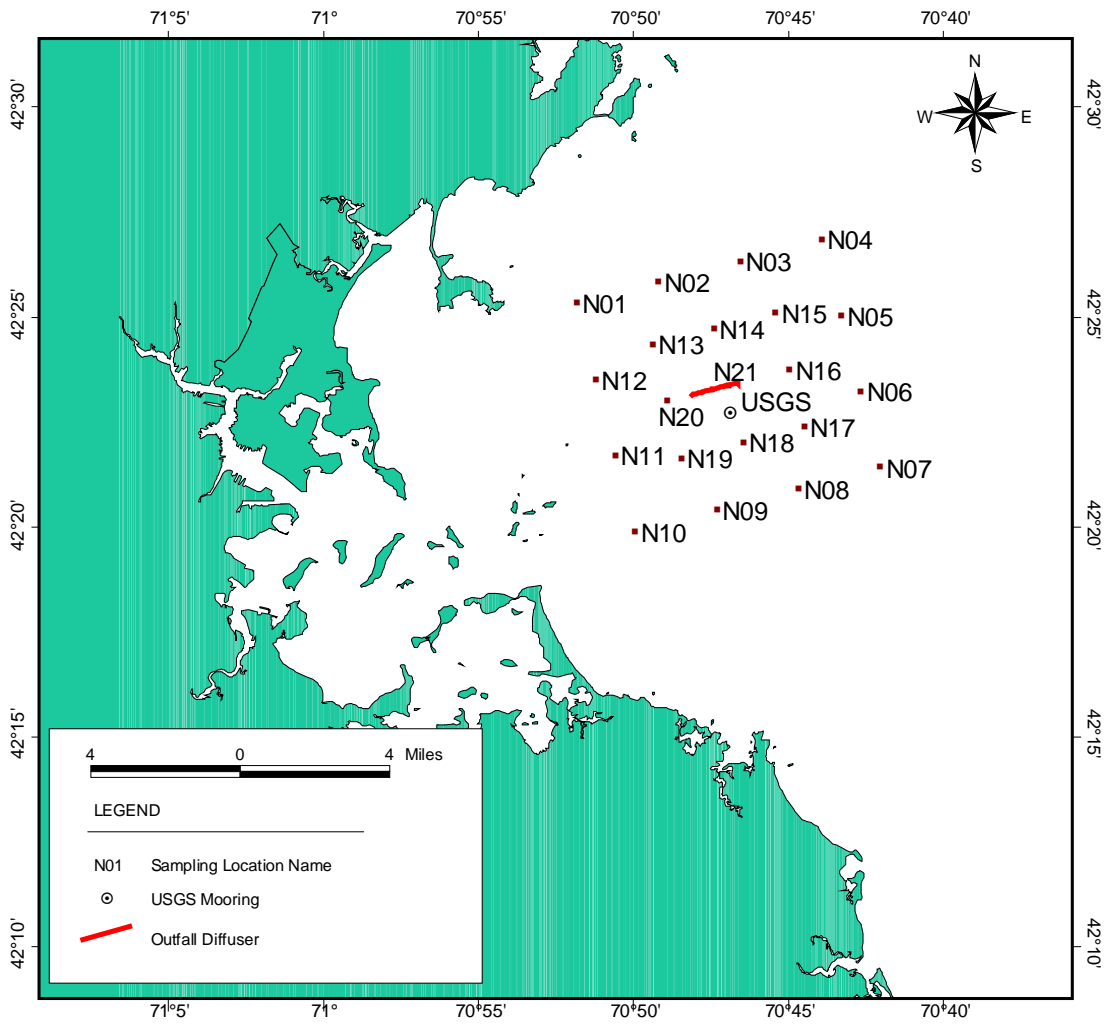 71°5' 71° 70°55' 70°50' 70°45' 70°40'
42°30' 42°30'
N
W E
S
N04
N03
N02
N01
42°25' 42°25'
N15 N05
N14
N13
N12
N21 N16
N06
USGS
N20
N17
N18
N11 N19
N07
N08
N09
N10
42°20' 42°20'
42°15' 42°15'
4 0 4 Miles
LEGEND
N01 Sampling Location Name
USGS Mooring
Outfall Diffuser
42°10' 42°10'
71°5' 71° 70°55' 70°50' 70°45' 70°40'